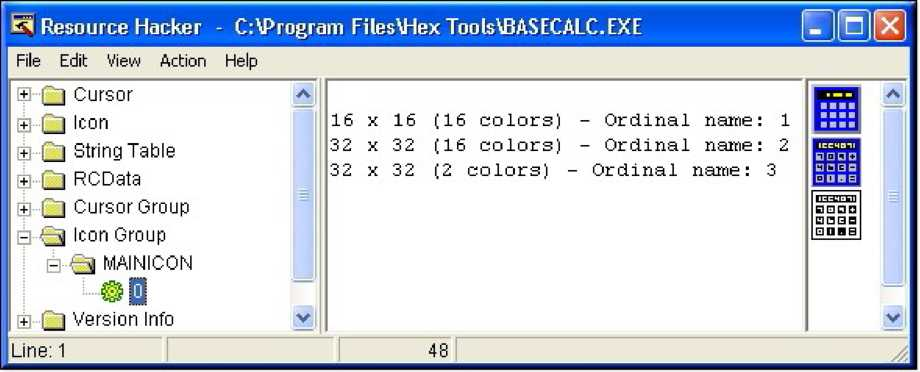 Resource Hacker - C:\Program Files\Hex Tools\BASECALC.EXE
File Edit View Action Help
Cursor
Icon
String Table
RCData
Cursor Group
Icon Group
MAINICON
0
Version Info
16 x 16 (16 colors) - Ordinal name: 1
32 x 32 (16 colors) - Ordinal name: 2
32 x 32 (2 colors) - Ordinal name: 3
Line: 1
48